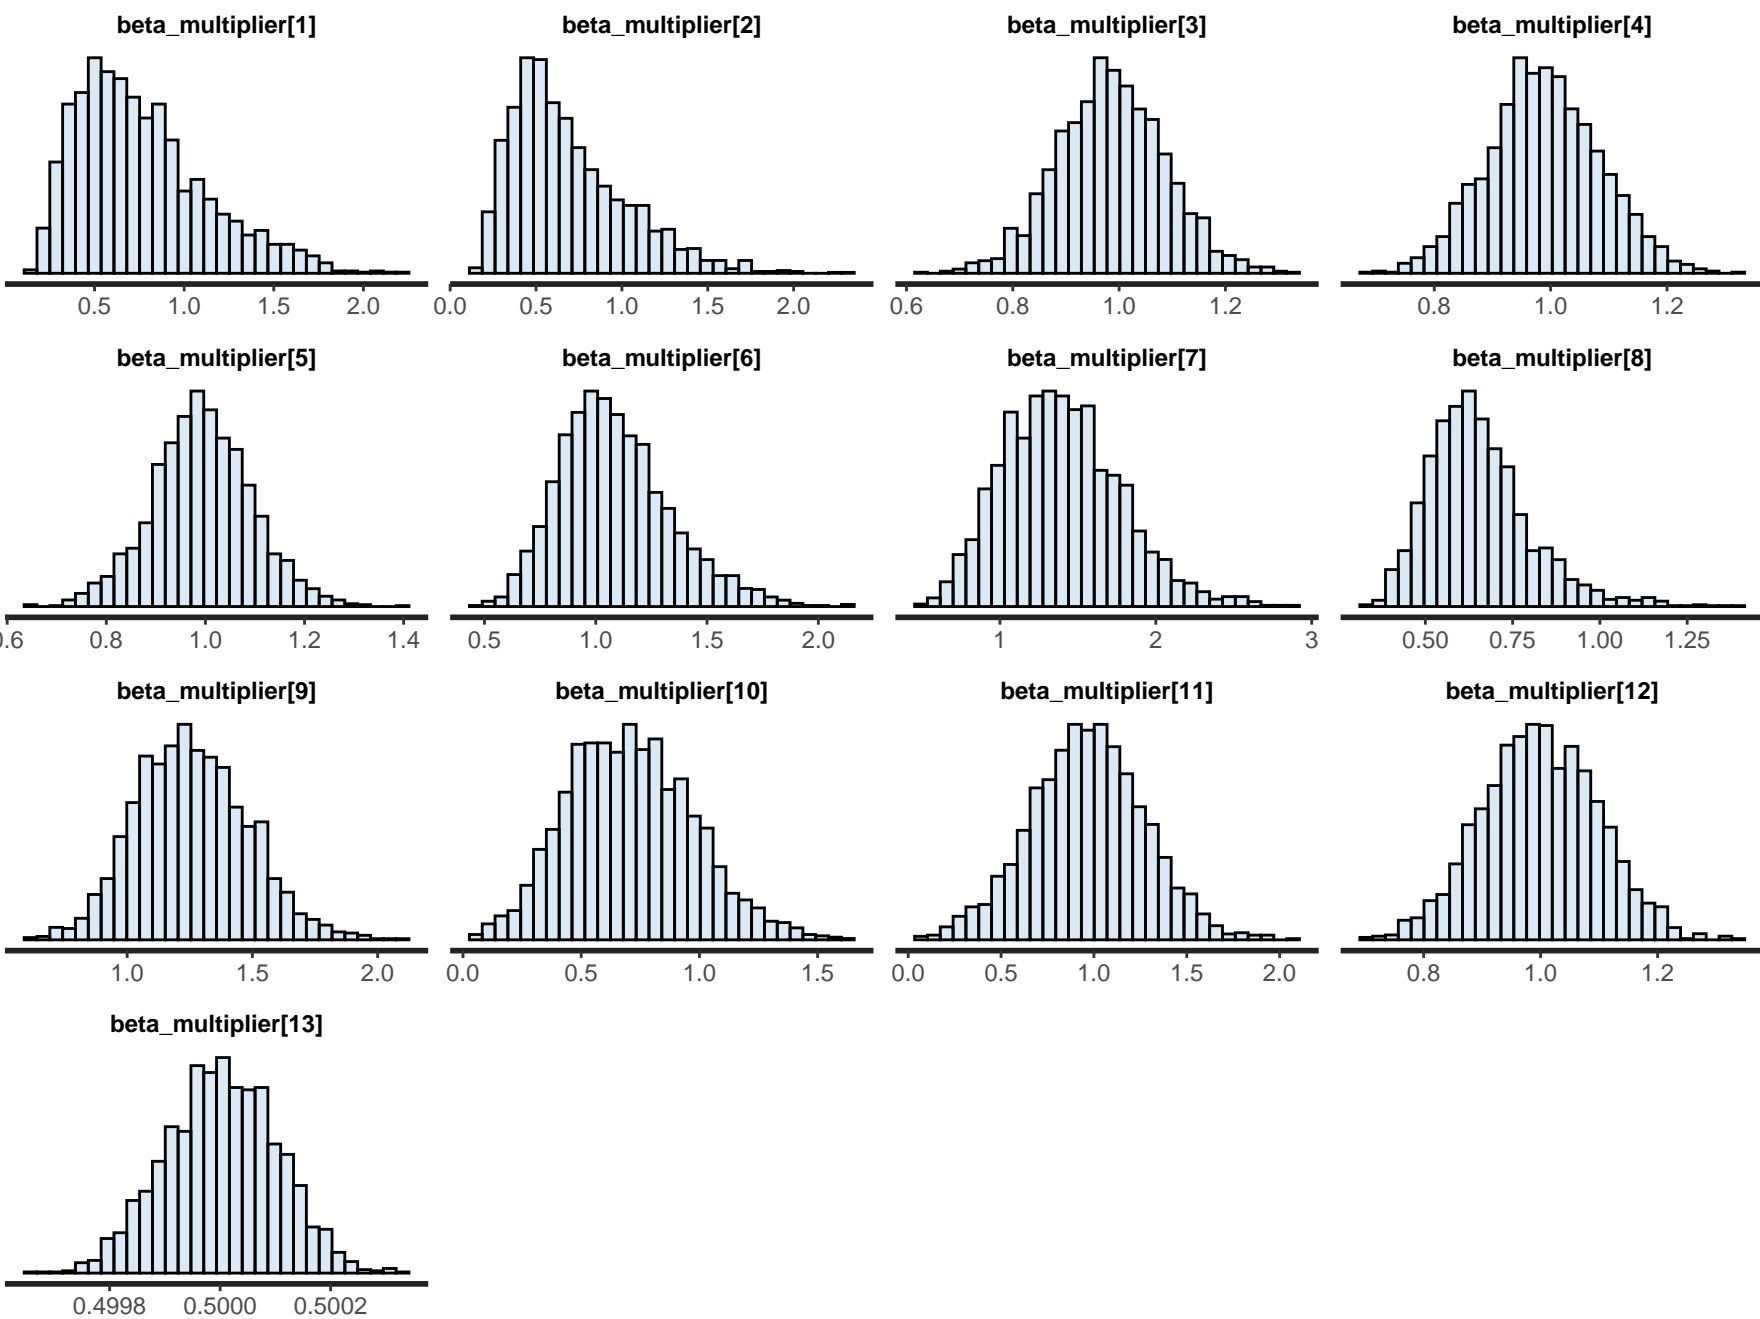 beta_multiplier[1] beta_multiplier[2] beta_multiplier[3] beta_multiplier[4]
0.5 1.0 1.5 2.0 0.0 0.5 1.0 1.5 2.0 0.6 0.8 1.0 1.2 0.8 1.0 1.2
beta_multiplier[5] beta_multiplier[6] beta_multiplier[7] beta_multiplier[8]
0.6 0.8 1.0 1.2 1.4 0.5 1.0 1.5 2.0 1 2 3 0.50 0.75 1.00 1.25
beta_multiplier[9] beta_multiplier[10] beta_multiplier[11] beta_multiplier[12]
1.0 1.5 2.0 0.0 0.5 1.0 1.5 0.0 0.5 1.0 1.5 2.0 0.8 1.0 1.2
beta_multiplier[13]
0.4998 0.5000 0.5002